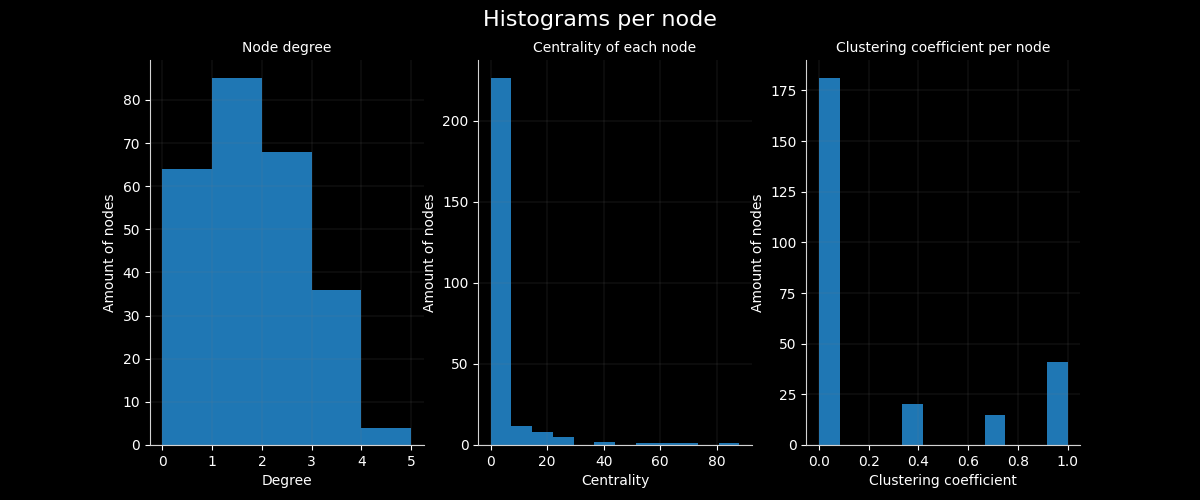 Histograms per node
Node degree
Amount of nodes
80
70
60
50
40
30
20
10
0
0 1 2 3 4 5
Degree
Centrality of each node
Amount of nodes
200
150
100
50
0
0 20 40 60 80
Centrality
Clustering coefficient per node
Amount of nodes
175
150
125
100
75
50
25
0
0.0 0.2 0.4 0.6 0.8 1.0
Clustering coefficient